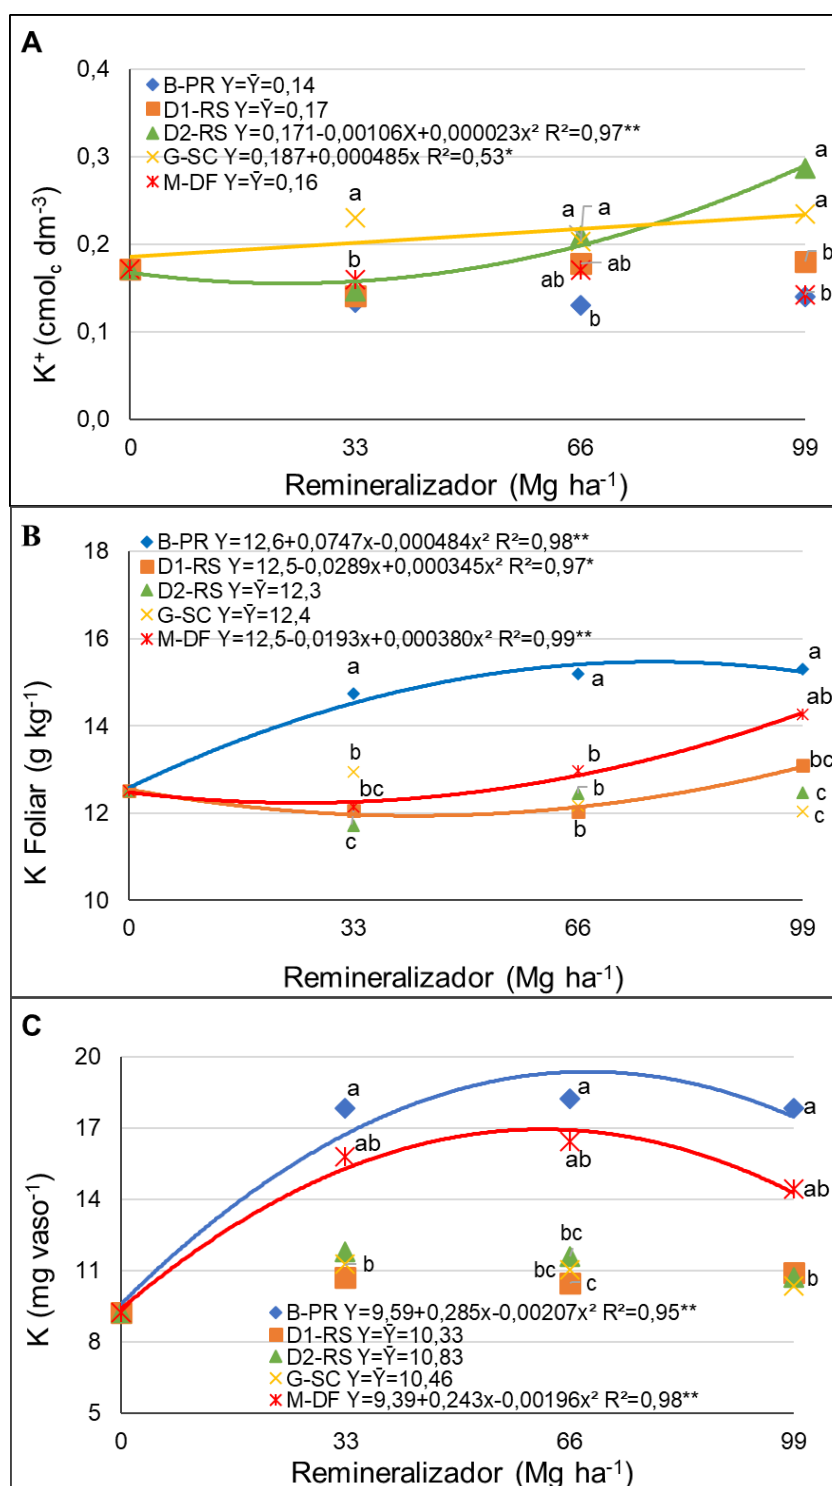 A
0,4
0,3
0,2
0,1
0,0
K⁺ (cmol_c dm⁻³)
B-PR Y=Ȳ=0,14
D1-RS Y=Ȳ=0,17
D2-RS Y=0,171-0,00106X+0,000023x² R²=0,97**
G-SC Y=0,187+0,000485x R²=0,53*
M-DF Y=Ȳ=0,16
a
b
a a
ab ab
b
a
a
b
b
0 33 66 99
Remineralizador (Mg ha⁻¹)
B
18
16
14
12
10
K Foliar (g kg⁻¹)
B-PR Y=12,6+0,0747x-0,000484x² R²=0,98**
D1-RS Y=12,5-0,0289x+0,000345x² R²=0,97*
D2-RS Y=Ȳ=12,3
G-SC Y=Ȳ=12,4
M-DF Y=12,5-0,0193x+0,000380x² R²=0,99**
a
b
bc
c
a
b
b
b
a
ab
bc
c
c
0 33 66 99
Remineralizador (Mg ha⁻¹)
C
20
17
14
11
8
5
K (mg vaso⁻¹)
a
ab
b
a
ab
bc
bc c
a
ab
b
B-PR Y=9,59+0,285x-0,00207x² R²=0,95**
D1-RS Y=Ȳ=10,33
D2-RS Y=Ȳ=10,83
G-SC Y=Ȳ=10,46
M-DF Y=9,39+0,243x-0,00196x² R²=0,98**
0 33 66 99
Remineralizador (Mg ha⁻¹)